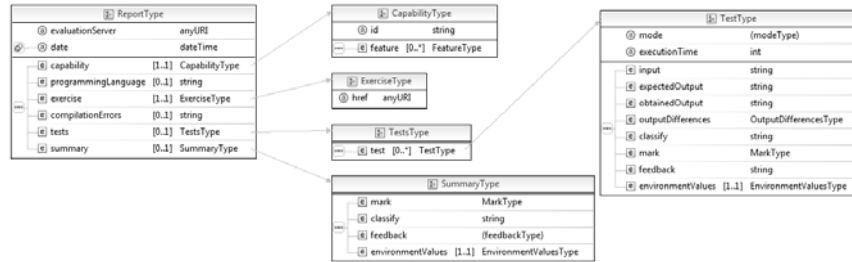 ReportType
evaluationServer anyURI
date dateTime
capability [1..1] CapabilityType
programmingLanguage [0..1] string
exercise [1..1] ExerciseType
compilationErrors [0..1] string
tests [0..1] TestsType
summary [0..1] SummaryType
CapabilityType
id
feature [0..*] FeatureType
ExerciseType
href anyURI
TestsType
test [0..*] TestType
SummaryType
mark MarkType
classify string
feedback (feedbackType)
environmentValues [1..1] EnvironmentValuesType
TestType
mode (modeType)
executionTime int
input string
expectedOutput string
obtainedOutput string
outputDifferences OutputDifferencesType
classify string
mark MarkType
feedback string
environmentValues [1..1] EnvironmentValuesType